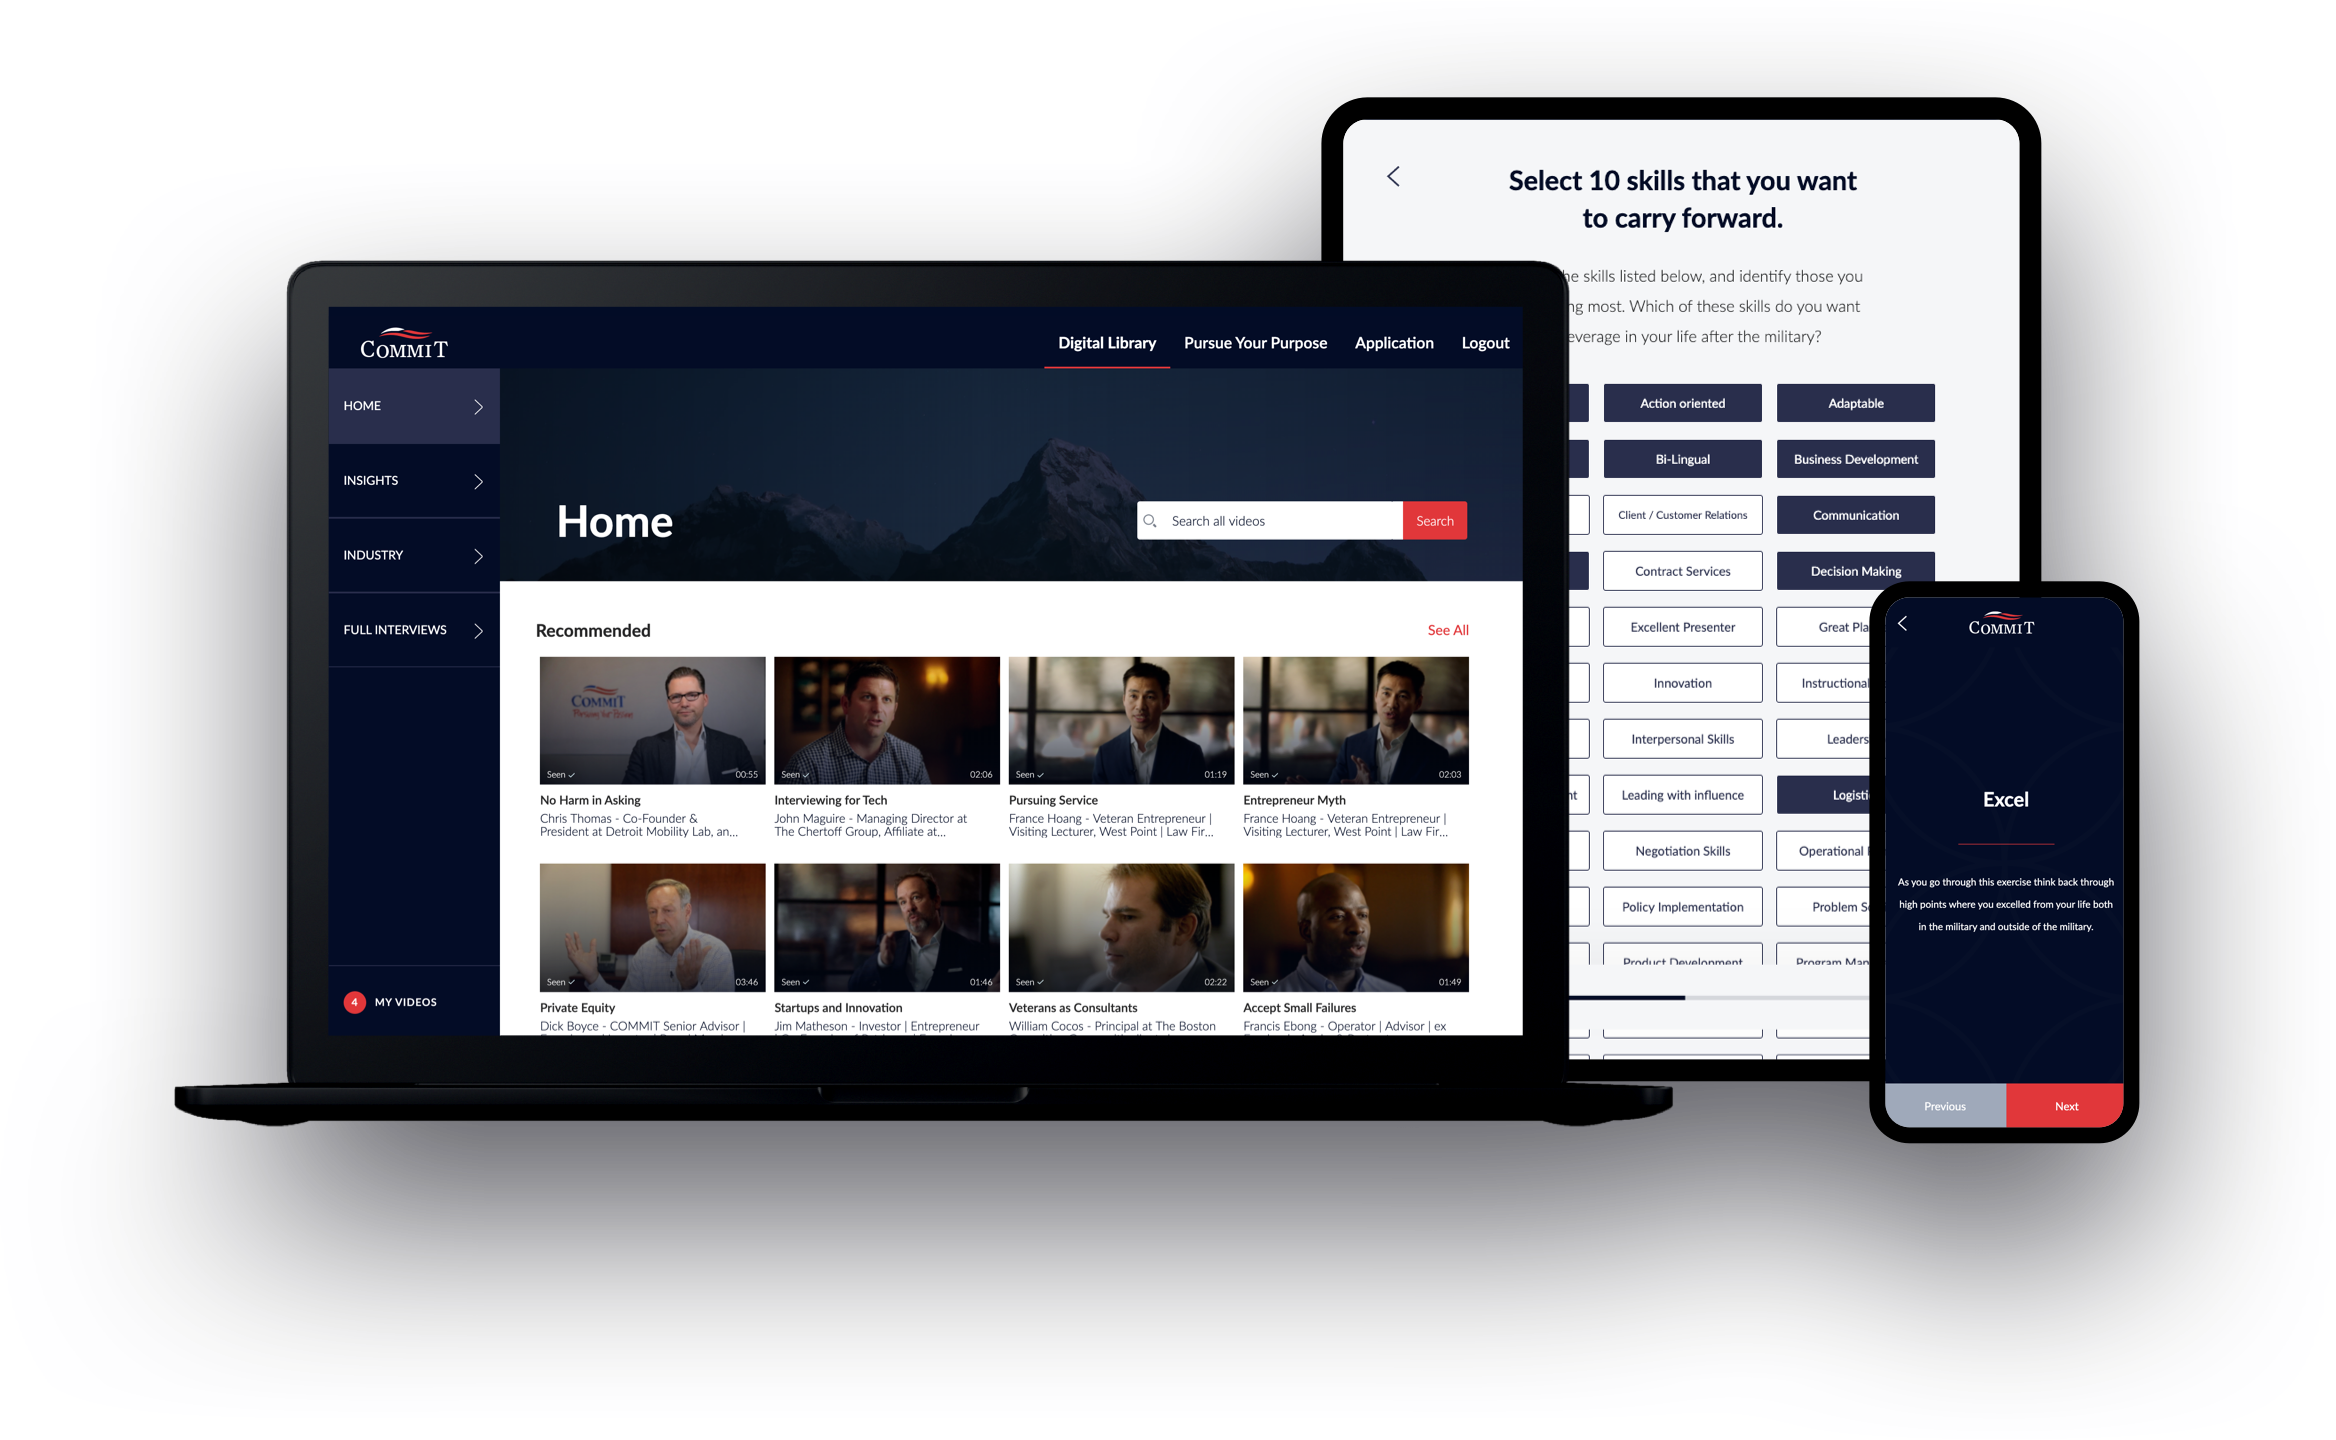 COMMIT
Digital Library
Pursue Your Purpose
Application
Logout
HOME
INSIGHTS
INDUSTRY
FULL INTERVIEWS
4 MY VIDEOS
Home
Search all videos
Search
Recommended
See All
COMMIT
Seen
00:55
Seen
02:06
Seen
01:19
Seen
02:03
No Harm in Asking
Chris Thomas - Co-Founder &
President at Detroit Mobility Lab, an...
Interviewing for Tech
John Maguire - Managing Director at
The Chertoff Group, Affiliate at...
Pursuing Service
France Hoang - Veteran Entrepreneur |
Visiting Lecturer, West Point | Law Fir...
Entrepreneur Myth
France Hoang - Veteran Entrepreneur |
Visiting Lecturer, West Point | Law Fir...
Seen
03:46
Seen
01:46
Seen
02:22
Seen
01:49
Private Equity
Dick Boyce - COMMIT Senior Advisor |
Startups and Innovation
Jim Matheson - Investor | Entrepreneur
Veterans as Consultants
William Cocos - Principal at The Boston
Accept Small Failures
Francis Ebong - Operator | Advisor | ex
Select 10 skills that you want
to carry forward.
he skills listed below, and identify those you
ng most. Which of these skills do you want
everage in your life after the military?
Action oriented
Adaptable
Bi-Lingual
Business Development
Client / Customer Relations
Communication
Contract Services
Decision Making
Excellent Presenter
Great Pla
Innovation
Instructional
Interpersonal Skills
Leaders
nt
Leading with influence
Logisti
Negotiation Skills
Operational
Policy Implementation
Problem S
Product Development
Program Man
COMMIT
Excel
As you go through this exercise think back through
high points where you excelled from your life both
in the military and outside of the military.
Previous
Next